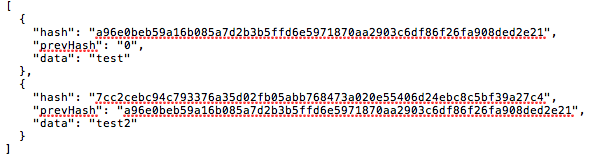 [
{
"hash": "a96e0beb59a16b085a7d2b3b5ffd6e5971870aa2903c6df86f26fa908ded2e21",
"prevHash": "0",
"data": "test"
},
{
"hash": "7cc2cebc94c793376a35d02fb05abb768473a020e55406d24ebc8c5bf39a27c4",
"prevHash": "a96e0beb59a16b085a7d2b3b5ffd6e5971870aa2903c6df86f26fa908ded2e21",
"data": "test2"
}
]